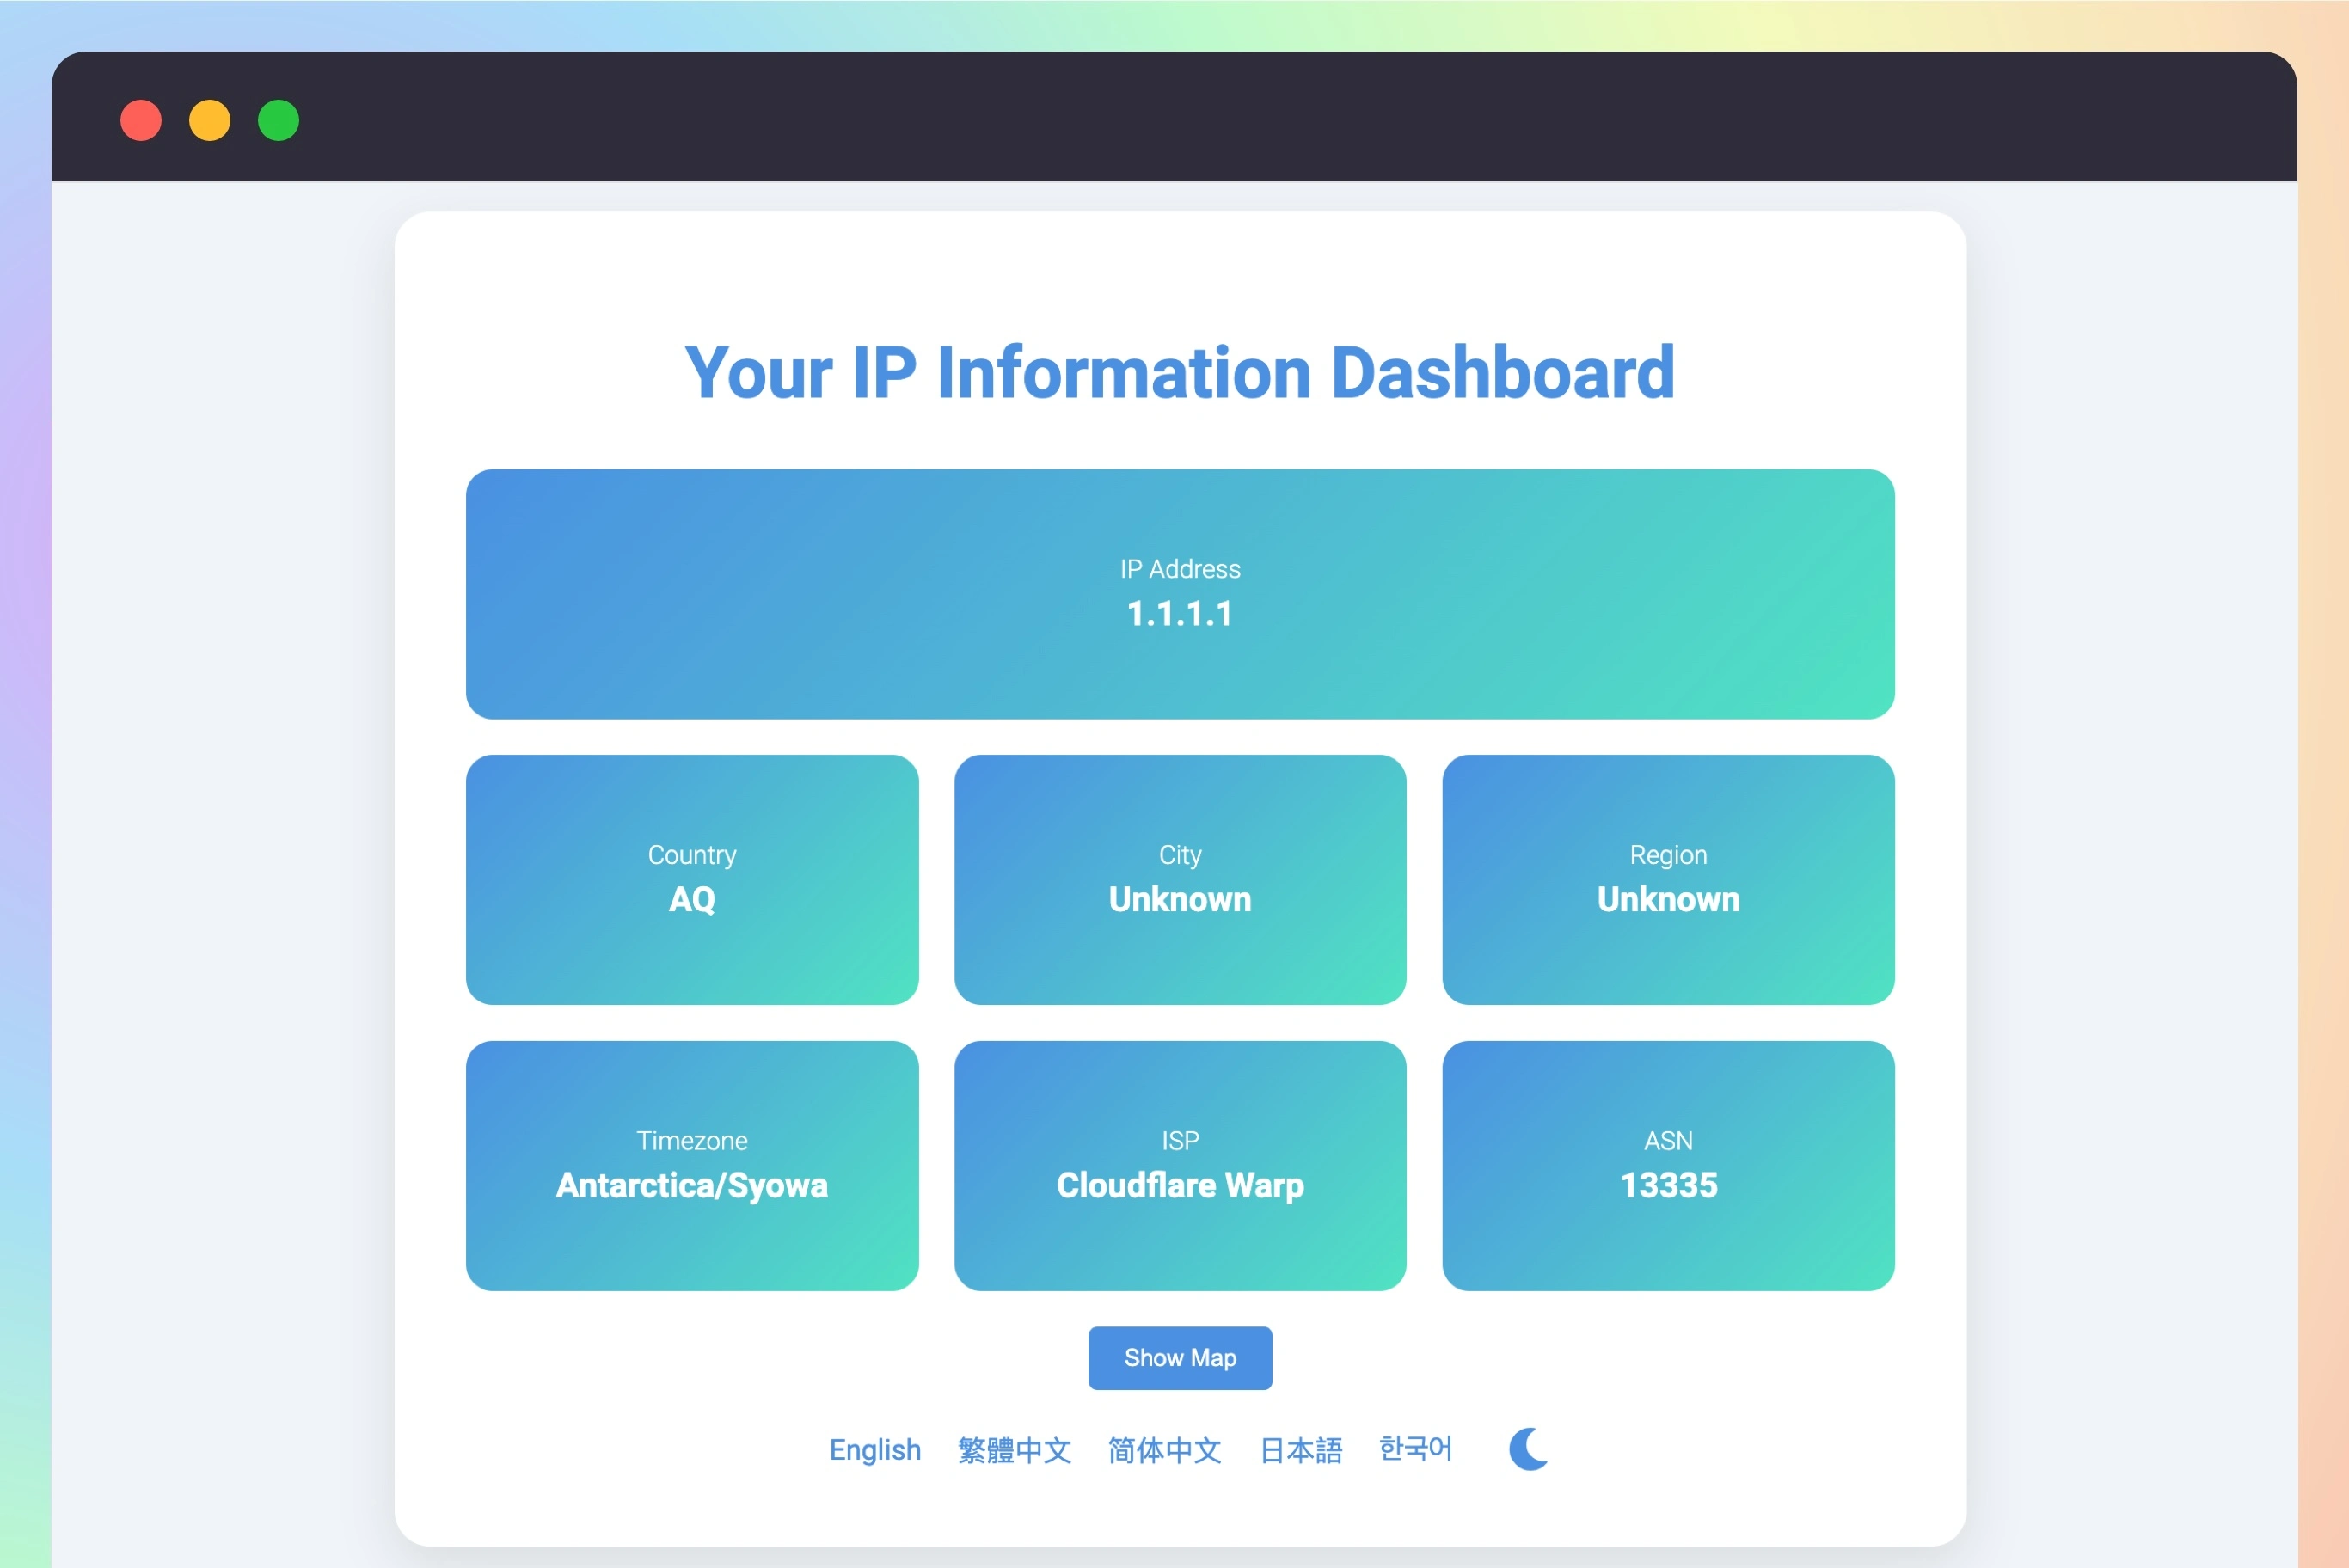 Your IP Information Dashboard
IP Address
1.1.1.1
Country
AQ
City
Unknown
Region
Unknown
Timezone
Antarctica/Syowa
ISP
Cloudflare Warp
ASN
13335
Show Map
English 繁體中文 简体中文 日本語 한국어